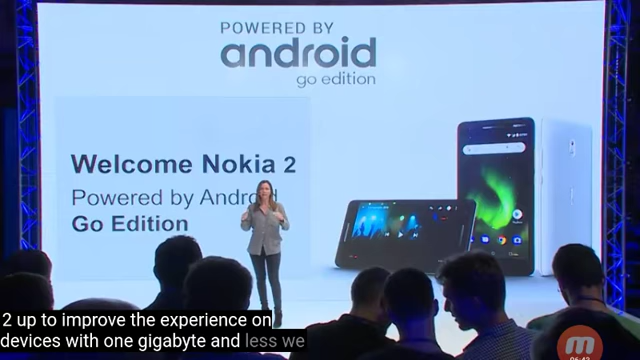 POWERED BY
android
go edition
Welcome Nokia 2
Powered by Android
Go Edition
2 up to improve the experience on
devices with one gigabyte and less we